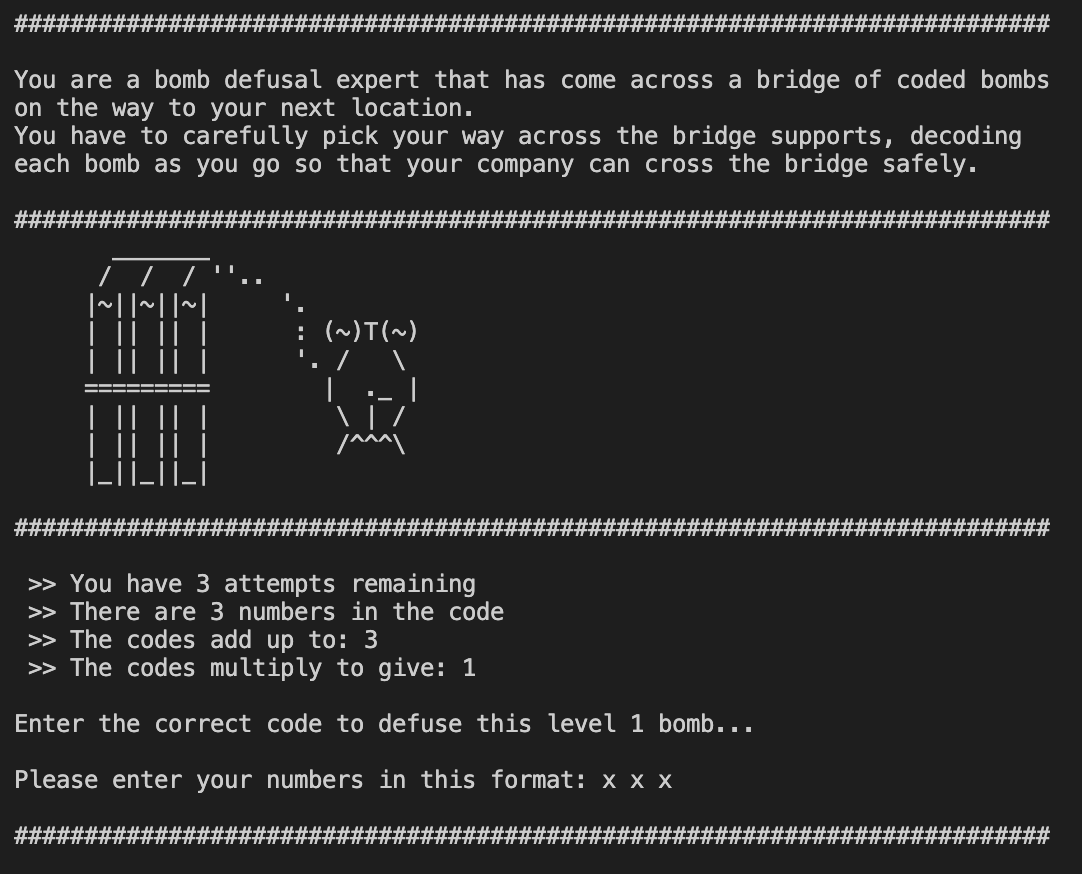 ##########################################################################
You are a bomb defusal expert that has come across a bridge of coded bombs
on the way to your next location.
You have to carefully pick your way across the bridge supports, decoding
each bomb as you go so that your company can cross the bridge safely.
##########################################################################
       _______
      /  /  / ''..
     |~||~||~|     '.
     | || || |      : (~)T(~)
     | || || |      '. /   \
     =========        |  ._ |
     | || || |         \ | /
     | || || |         /^^^\
     |_||_||_|
##########################################################################
 >> You have 3 attempts remaining
 >> There are 3 numbers in the code
 >> The codes add up to: 3
 >> The codes multiply to give: 1
Enter the correct code to defuse this level 1 bomb...
Please enter your numbers in this format: x x x
##########################################################################